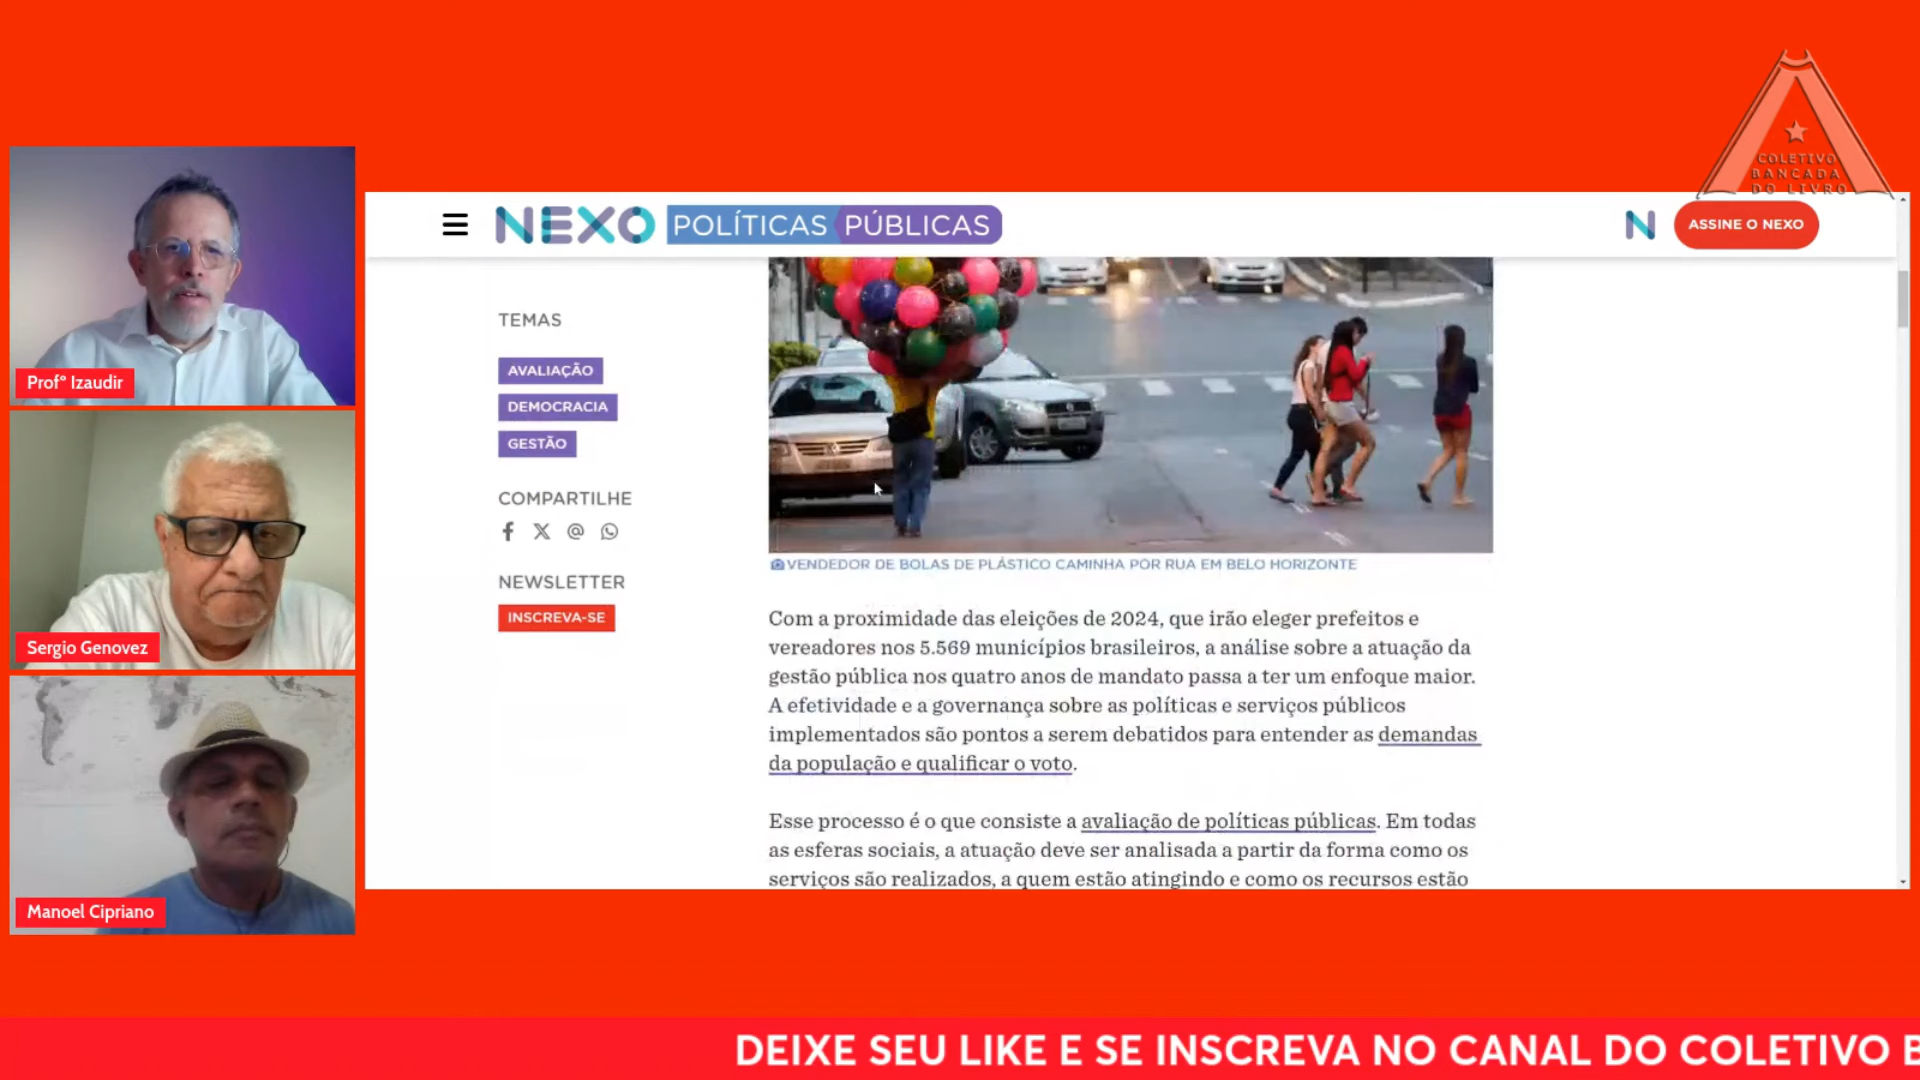 COLETIVO
BANCADA
DO LIVRO
Profº Izaudir
Sergio Genovez
Manoel Cipriano
NEXO POLÍTICAS PÚBLICAS
N
ASSINE O NEXO
TEMAS
AVALIAÇÃO
DEMOCRACIA
GESTÃO
COMPARTILHE
NEWSLETTER
INSCREVA-SE
VENDEDOR DE BOLAS DE PLÁSTICO CAMINHA POR RUA EM BELO HORIZONTE
Com a proximidade das eleições de 2024, que irão eleger prefeitos e
vereadores nos 5.569 municípios brasileiros, a análise sobre a atuação da
gestão pública nos quatro anos de mandato passa a ter um enfoque maior.
A efetividade e a governança sobre as políticas e serviços públicos
implementados são pontos a serem debatidos para entender as demandas
da população e qualificar o voto.
Esse processo é o que consiste a avaliação de políticas públicas. Em todas
as esferas sociais, a atuação deve ser analisada a partir da forma como os
serviços são realizados, a quem estão atingindo e como os recursos estão
DEIXE SEU LIKE E SE INSCREVA NO CANAL DO COLETIVO B